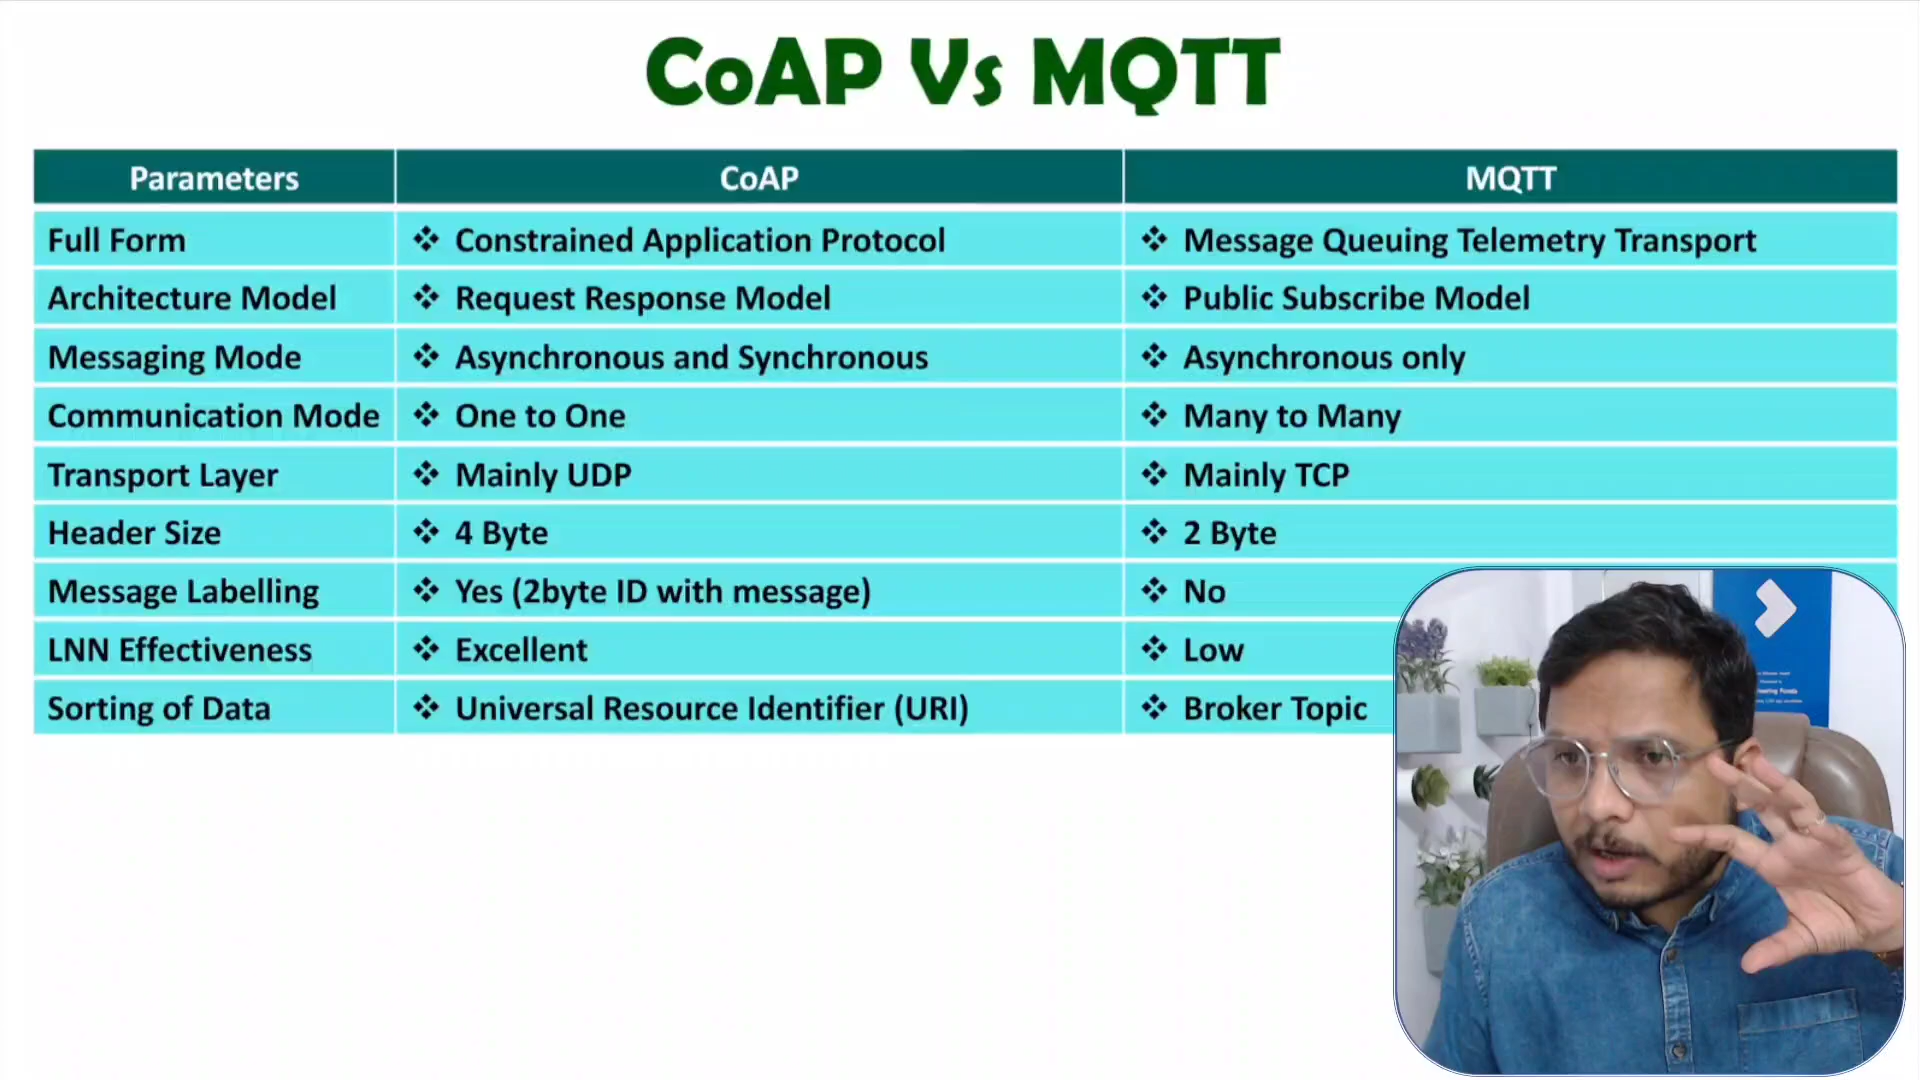 CoAP Vs MQTT
Parameters CoAP MQTT
Full Form ❖ Constrained Application Protocol ❖ Message Queuing Telemetry Transport
Architecture Model ❖ Request Response Model ❖ Public Subscribe Model
Messaging Mode ❖ Asynchronous and Synchronous ❖ Asynchronous only
Communication Mode ❖ One to One ❖ Many to Many
Transport Layer ❖ Mainly UDP ❖ Mainly TCP
Header Size ❖ 4 Byte ❖ 2 Byte
Message Labelling ❖ Yes (2byte ID with message) ❖ No
LNN Effectiveness ❖ Excellent ❖ Low
Sorting of Data ❖ Universal Resource Identifier (URI) ❖ Broker Topic